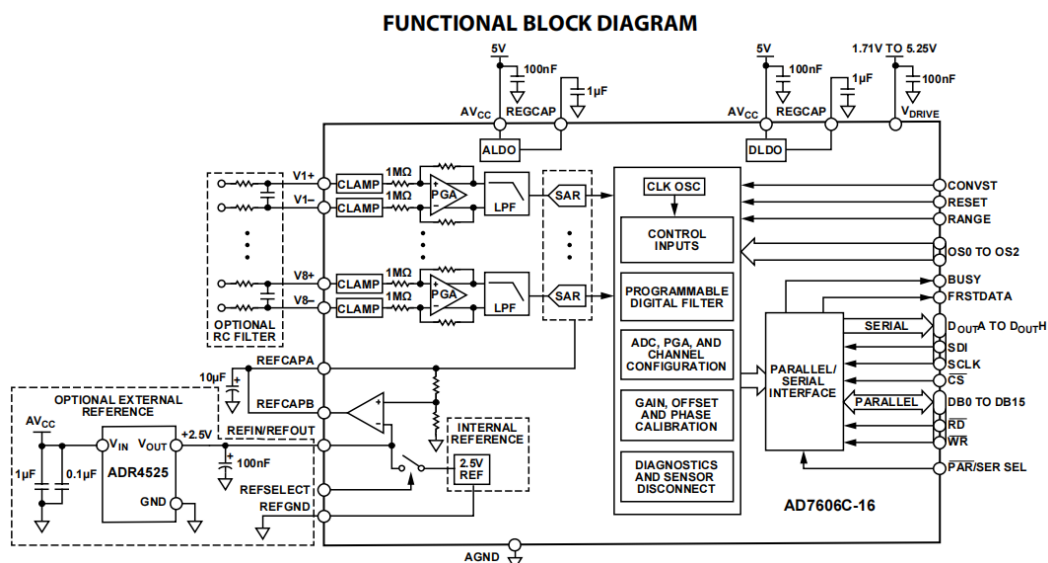 FUNCTIONAL BLOCK DIAGRAM
5V
100nF
1µF
AVCC
REGCAP
ALDO
5V
100nF
1µF
AVCC
REGCAP
DLDO
1.71V TO 5.25V
100nF
VDRIVE
V1+
CLAMP
1MΩ
V1–
CLAMP
1MΩ
PGA
LPF
SAR
V8+
CLAMP
1MΩ
V8–
CLAMP
1MΩ
PGA
LPF
SAR
OPTIONAL
RC FILTER
CLK OSC
CONTROL
INPUTS
PROGRAMMABLE
DIGITAL FILTER
ADC, PGA, AND
CHANNEL
CONFIGURATION
GAIN, OFFSET
AND PHASE
CALIBRATION
DIAGNOSTICS
AND SENSOR
DISCONNECT
CONVST
RESET
RANGE
OS0 TO OS2
BUSY
FRSTDATA
SERIAL
DOUTA TO DOUTH
SDI
SCLK
CS
PARALLEL/
SERIAL
INTERFACE
PARALLEL
DB0 TO DB15
RD
WR
PAR/SER SEL
AD7606C-16
REFCAPA
10µF
REFCAPB
REFIN/REFOUT
INTERNAL
REFERENCE
2.5V
REF
REFSELECT
REFGND
OPTIONAL EXTERNAL
REFERENCE
AVCC
VIN
VOUT
+2.5V
ADR4525
1µF
0.1µF
100nF
GND
AGND